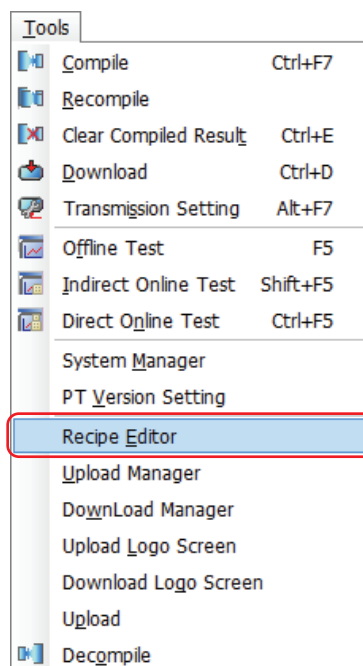 Tools
Compile Ctrl+F7
Recompile
Clear Compiled Result Ctrl+E
Download Ctrl+D
Transmission Setting Alt+F7
Offline Test F5
Indirect Online Test Shift+F5
Direct Online Test Ctrl+F5
System Manager
PT Version Setting
Recipe Editor
Upload Manager
DownLoad Manager
Upload Logo Screen
Download Logo Screen
Upload
Decompile